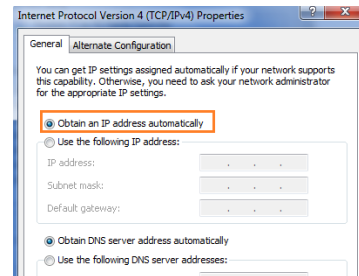 Internet Protocol Version 4 (TCP/IPv4) Properties
General
Alternate Configuration
You can get IP settings assigned automatically if your network supports
this capability. Otherwise, you need to ask your network administrator
for the appropriate IP settings.
Obtain an IP address automatically
Use the following IP address:
IP address:
Subnet mask:
Default gateway:
Obtain DNS server address automatically
Use the following DNS server addresses: